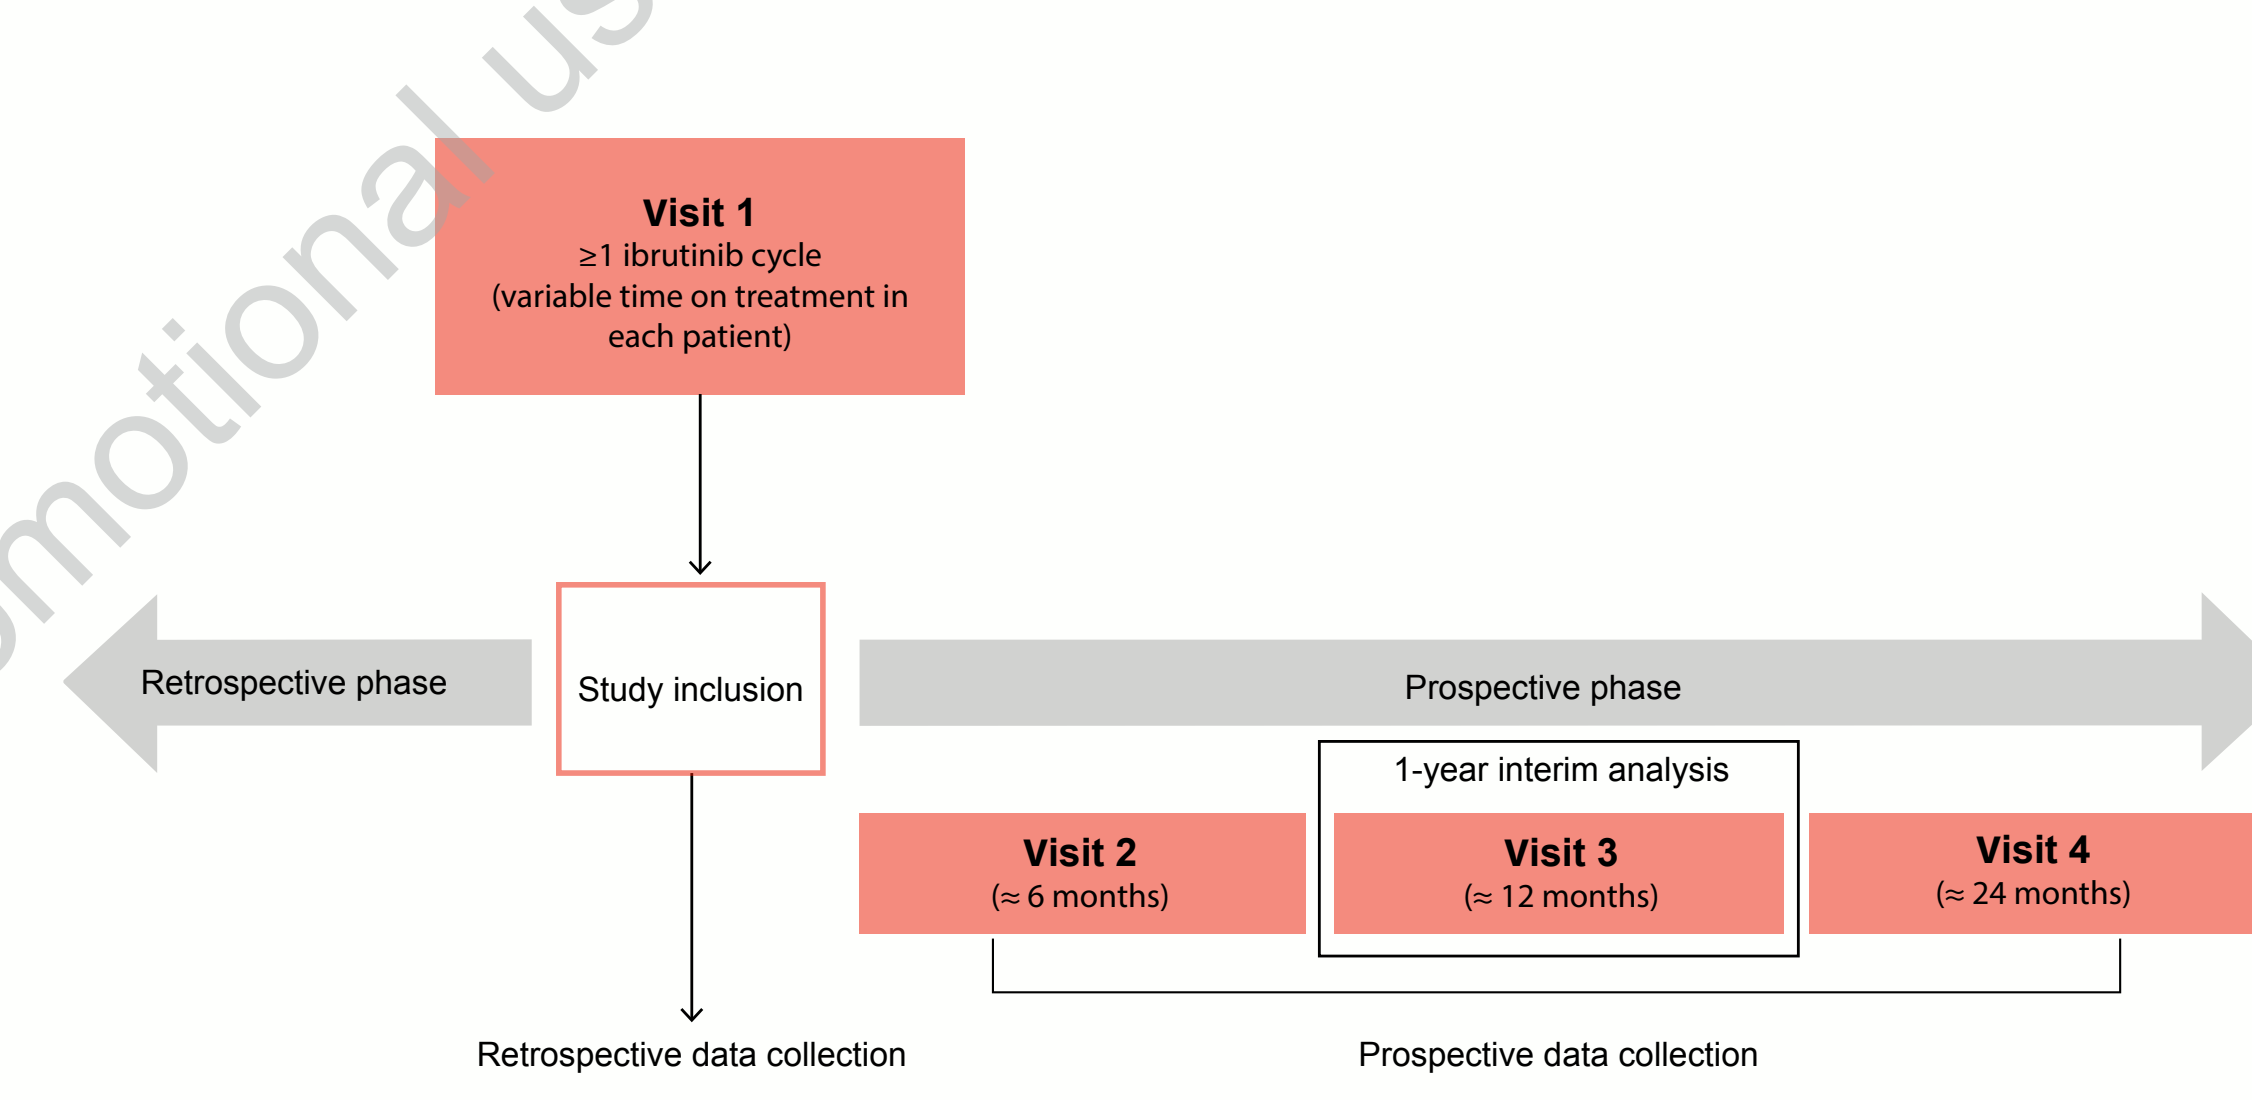 Visit 1
≥1 ibrutinib cycle
(variable time on treatment in
each patient)
Retrospective phase
Study inclusion
Prospective phase
1-year interim analysis
Visit 2
(≈ 6 months)
Visit 3
(≈ 12 months)
Visit 4
(≈ 24 months)
Retrospective data collection
Prospective data collection